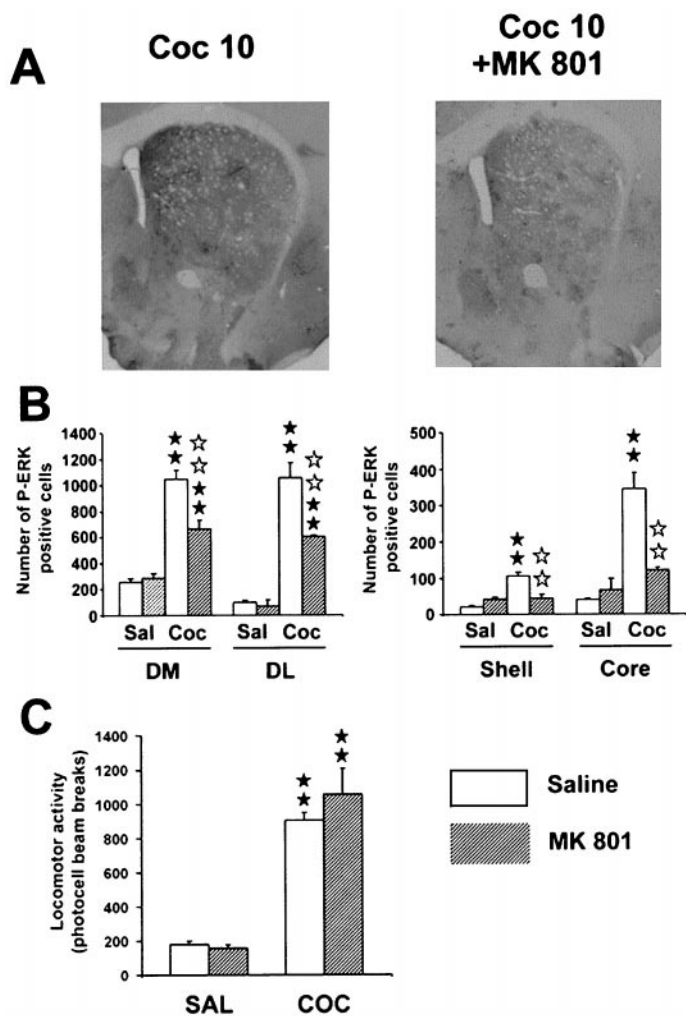 A
Coc 10
Coc 10
+MK 801
B
Number of P-ERK
positive cells
1400
1200
1000
800
600
400
200
0
Sal Coc Sal Coc
DM DL
Number of P-ERK
positive cells
500
400
300
200
100
0
Sal Coc Sal Coc
Shell Core
C
Locomotor activity
(photocell beam breaks)
1400
1200
1000
800
600
400
200
0
SAL COC
Saline
MK 801